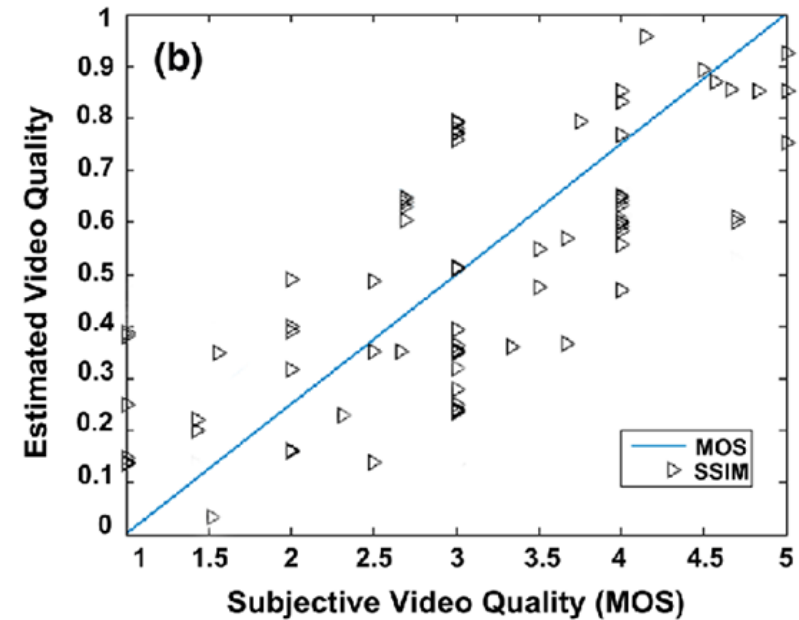 (b)
Estimated Video Quality
1
0.9
0.8
0.7
0.6
0.5
0.4
0.3
0.2
0.1
0
1 1.5 2 2.5 3 3.5 4 4.5 5
Subjective Video Quality (MOS)
MOS
SSIM